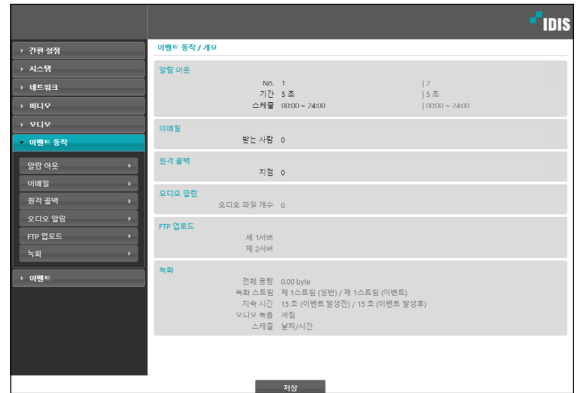 IDIS
간편 설정
시스템
네트워크
비디오
오디오
이벤트 동작
알람 아웃
이메일
원격 콜백
오디오 알람
FTP 업로드
녹화
이벤트
이벤트 동작 / 개요
알람 아웃
No. 1 | 2
기간 5 초 | 5 초
스케줄 00:00 ~ 24:00 | 00:00 ~ 24:00
이메일
받는 사람 0
원격 콜백
지점 0
오디오 알람
오디오 파일 개수 0
FTP 업로드
제 1서버
제 2서버
녹화
전체 용량 0.00 byte
녹화 스트림 제 1스트림 (일반) / 제 1스트림 (이벤트)
지속 시간 15 초 (이벤트 발생전) / 15 초 (이벤트 발생후)
오디오 녹음 꺼짐
스케줄 날짜/시간
저장